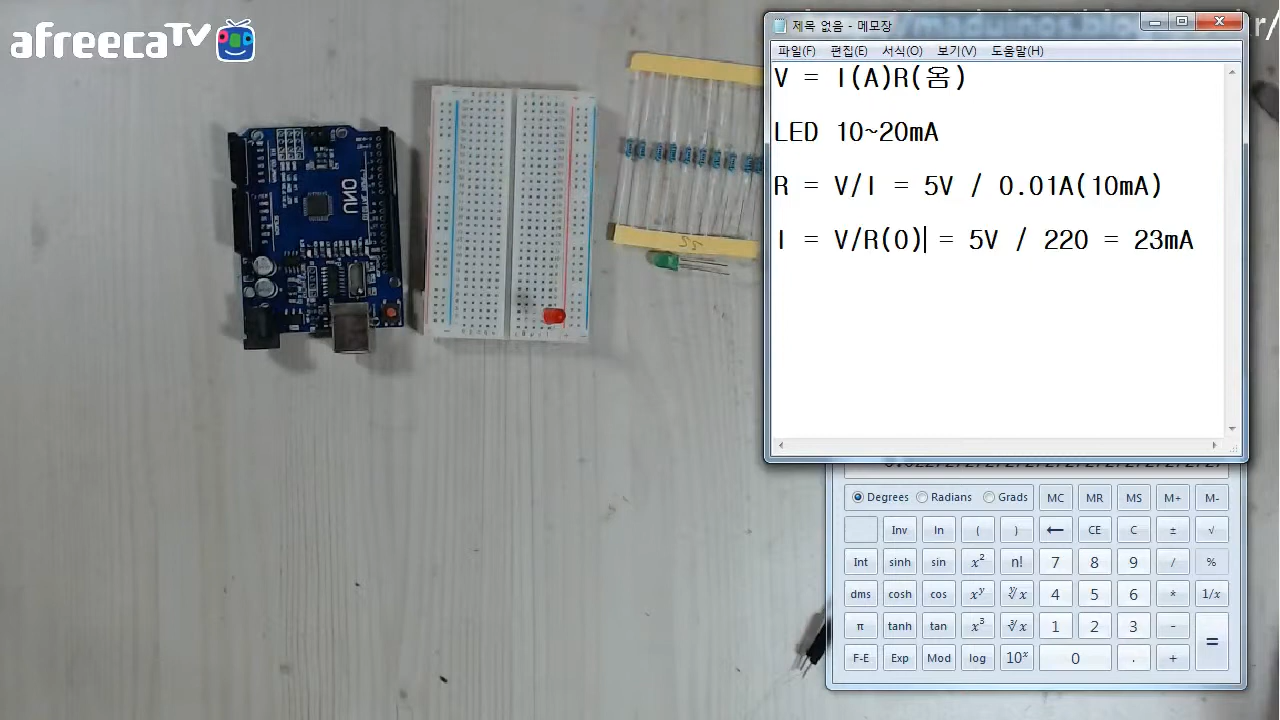 afreecaTV
제목 없음 - 메모장
파일(F) 편집(E) 서식(O) 보기(V) 도움말(H)
V = I(A)R(옴)
LED 10~20mA
R = V/I = 5V / 0.01A(10mA)
I = V/R(0) = 5V / 220 = 23mA
UNO
Degrees Radians Grads MC MR MS M+ M-
Inv ln ( ) ← CE C ± √
Int sinh sin x² n! 7 8 9 / %
dms cosh cos xʸ ʸ√x 4 5 6 * 1/x
π tanh tan x³ ³√x 1 2 3 - =
F-E Exp Mod log 10ˣ 0 . +